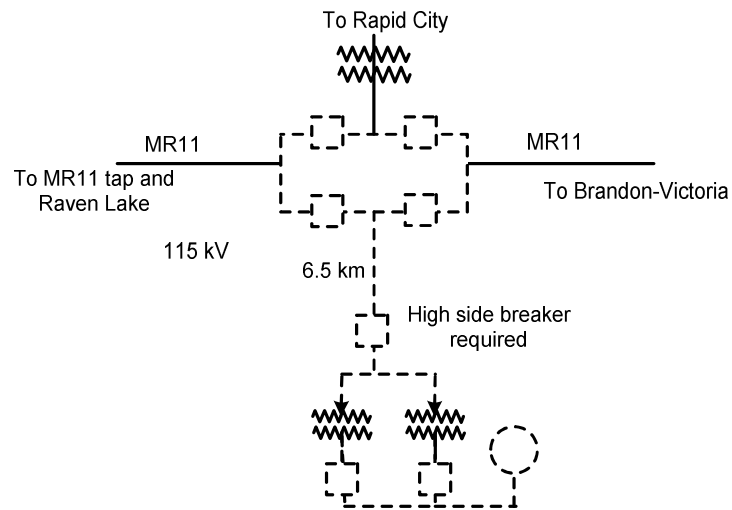 To Rapid City
MR11
MR11
To MR11 tap and
Raven Lake
To Brandon-Victoria
115 kV
6.5 km
High side breaker
required